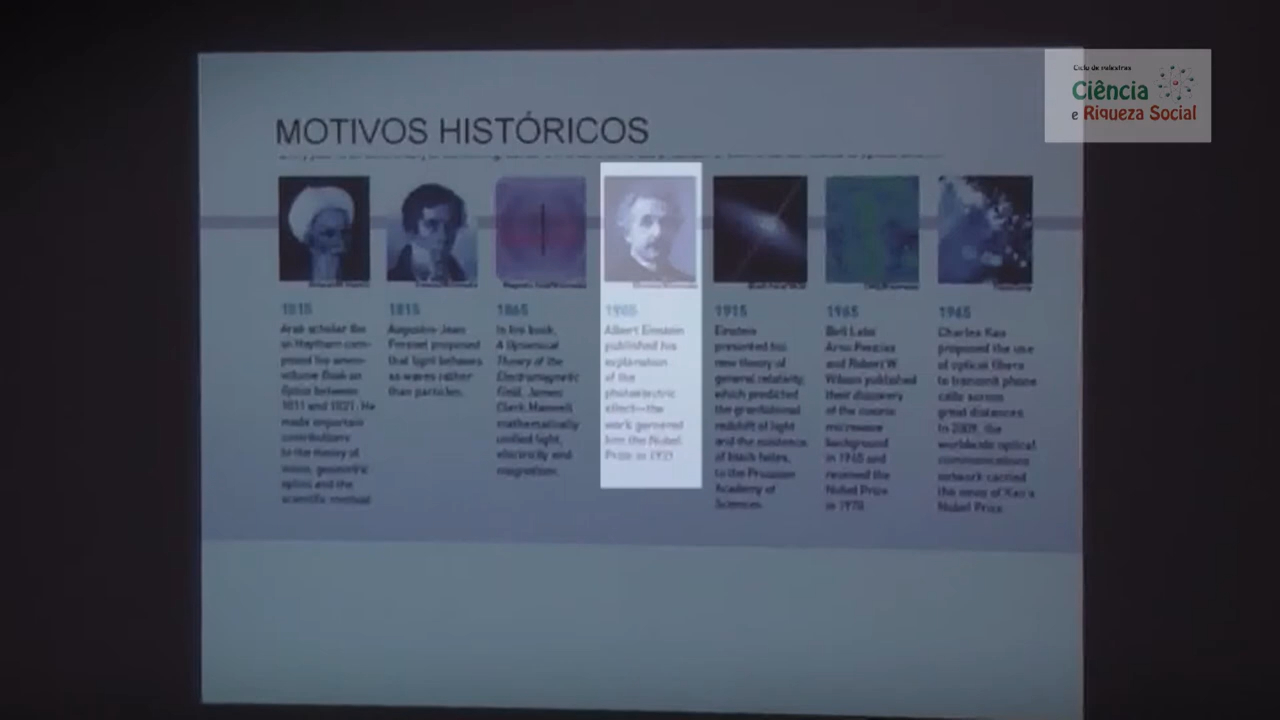 Ciclo de palestras
Ciência
e Riqueza Social
MOTIVOS HISTÓRICOS
1015
Arab scholar Ibn
al-Haytham com-
posed his seven-
volume Book on
Optics between
1011 and 1021. He
made important
contributions
to the theory of
vision, geometric
optics and the
scientific method
1815
Augustin-Jean
Fresnel proposed
that light behaves
as waves rather
than particles.
1865
In his book,
A Dynamical
Theory of the
Electromagnetic
Field, James
Clerk Maxwell
mathematically
unified light,
electricity and
magnetism.
1905
Albert Einstein
published his
explanation
of the
photoelectric
effect—the
work garnered
him the Nobel
Prize in 1921
1915
Einstein
presented his
new theory of
general relativity,
which predicted
the gravitational
redshift of light
and the existence
of black holes,
to the Prussian
Academy of
Sciences.
1965
Bell Labs'
Arno Penzias
and Robert W.
Wilson published
their discovery
of the cosmic
microwave
background
in 1965 and
received the
Nobel Prize
in 1978
1965
Charles Kao
proposed the use
of optical fibers
to transmit phone
calls across
great distances.
In 2009, the
worldwide optical
communications
network carried
the news of Kao's
Nobel Prize.